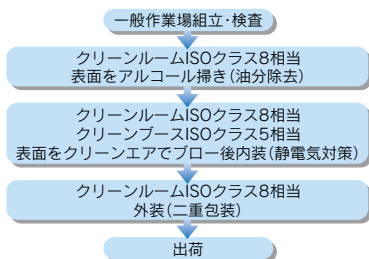 一般作業場組立･検査
クリーンルームISOクラス8相当
表面をアルコール掃き(油分除去)
クリーンルームISOクラス8相当
クリーンブースISOクラス5相当
表面をクリーンエアでブロー後内装(静電気対策)
クリーンルームISOクラス8相当
外装(二重包装)
出荷